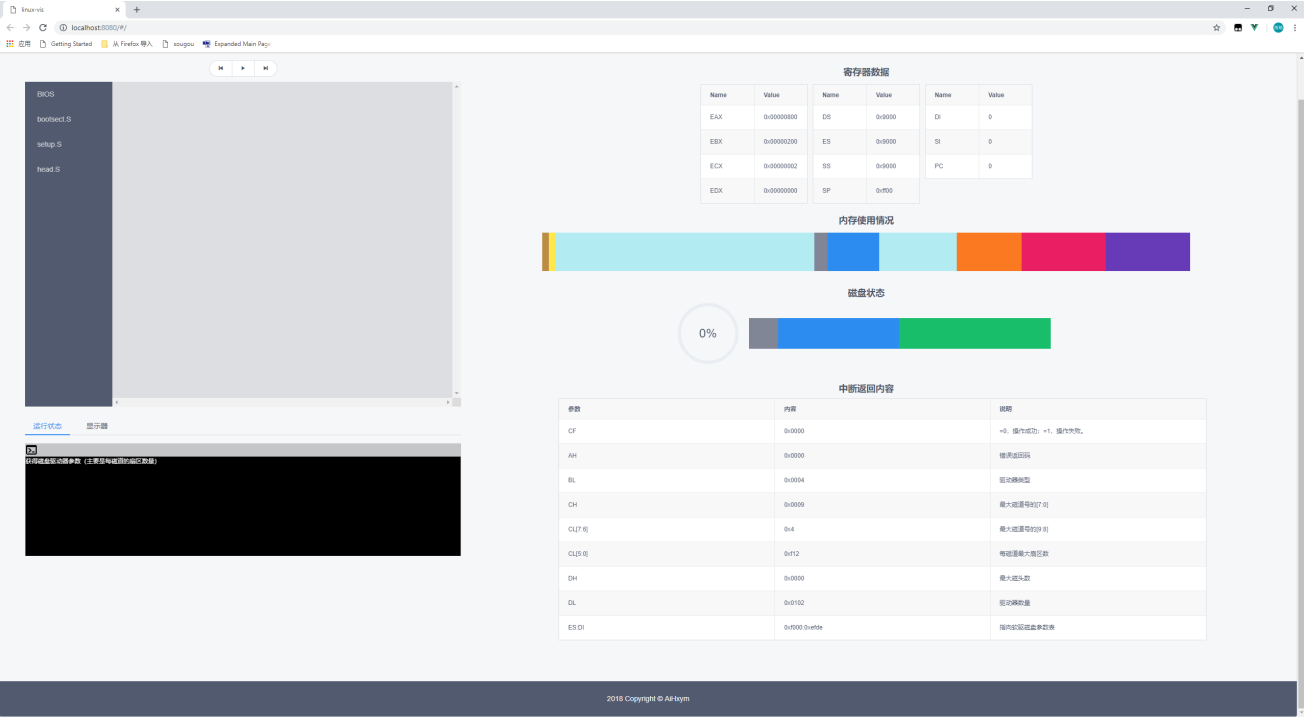 linux-vis
localhost:8080/#/
应用 Getting Started 从 Firefox 导入 sougou Expanded Main Page
BIOS
bootsect.S
setup.S
head.S
运行状态 显示器
获得磁盘驱动器参数（主要是每磁道的扇区数量）
寄存器数据
Name Value Name Value Name Value
EAX 0x00000800 DS 0x9000 DI 0
EBX 0x00000200 ES 0x9000 SI 0
ECX 0x00000002 SS 0x9000 PC 0
EDX 0x00000000 SP 0xff00
内存使用情况
磁盘状态
0%
中断返回内容
参数 内容 说明
CF 0x0000 =0，操作成功；=1，操作失败。
AH 0x0000 错误返回码
BL 0x0004 驱动器类型
CH 0x0009 最大磁道号的[7:0]
CL[7:6] 0x4 最大磁道号的[9:8]
CL[5:0] 0xf12 每磁道最大扇区数
DH 0x0000 最大磁头数
DL 0x0102 驱动器数量
ES:DI 0xf000:0xefde 指向软驱磁盘参数表
2018 Copyright © AiHxym